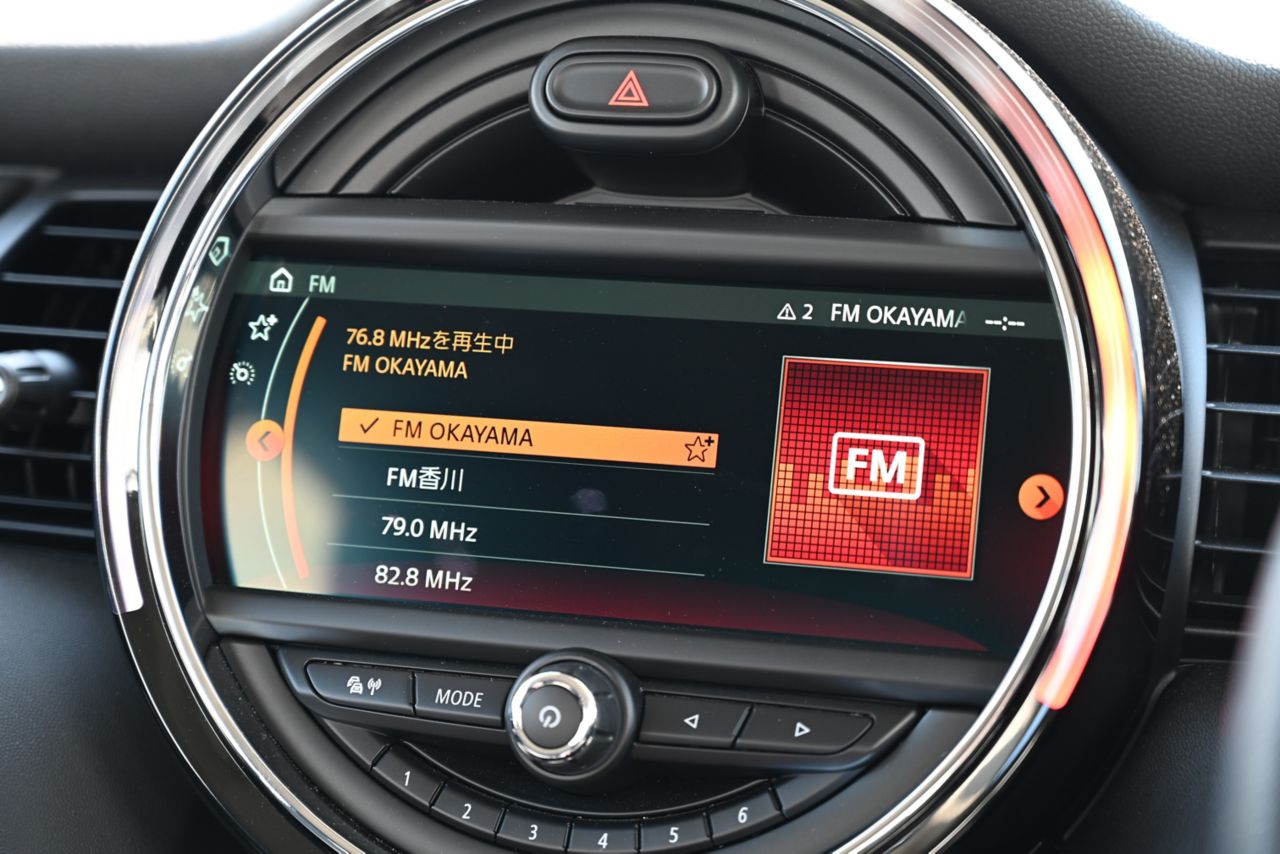 FM
2 FM OKAYAMA --:--
76.8 MHzを再生中
FM OKAYAMA
FM OKAYAMA
FM香川
79.0 MHz
82.8 MHz
FM
MODE
1 2 3 4 5 6